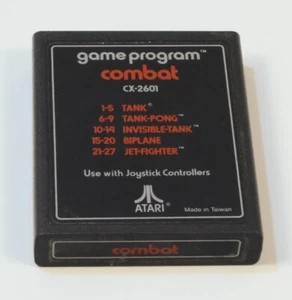 game program™
combat
CX-2601
1-5 TANK®
6-9 TANK-PONG™
10-14 INVISIBLE-TANK™
15-20 BIPLANE
21-27 JET-FIGHTER™
Use with Joystick Controllers
ATARI®
Made in Taiwan
combat